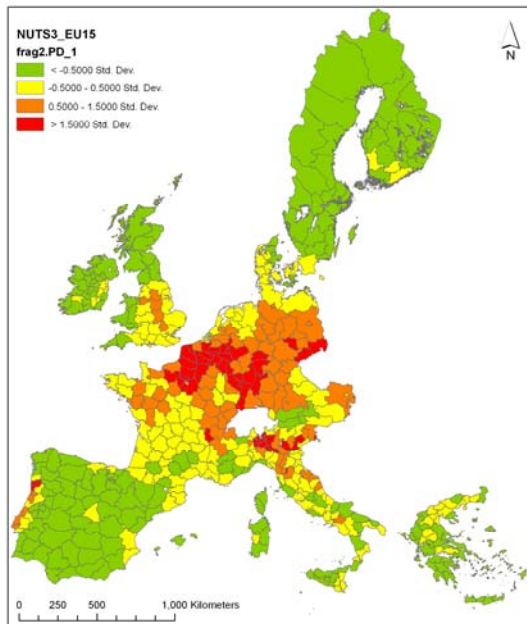 NUTS3_EU15
frag2.PD_1
< -0.5000 Std. Dev.
-0.5000 - 0.5000 Std. Dev.
0.5000 - 1.5000 Std. Dev.
> 1.5000 Std. Dev.
N
0 250 500 1,000 Kilometers